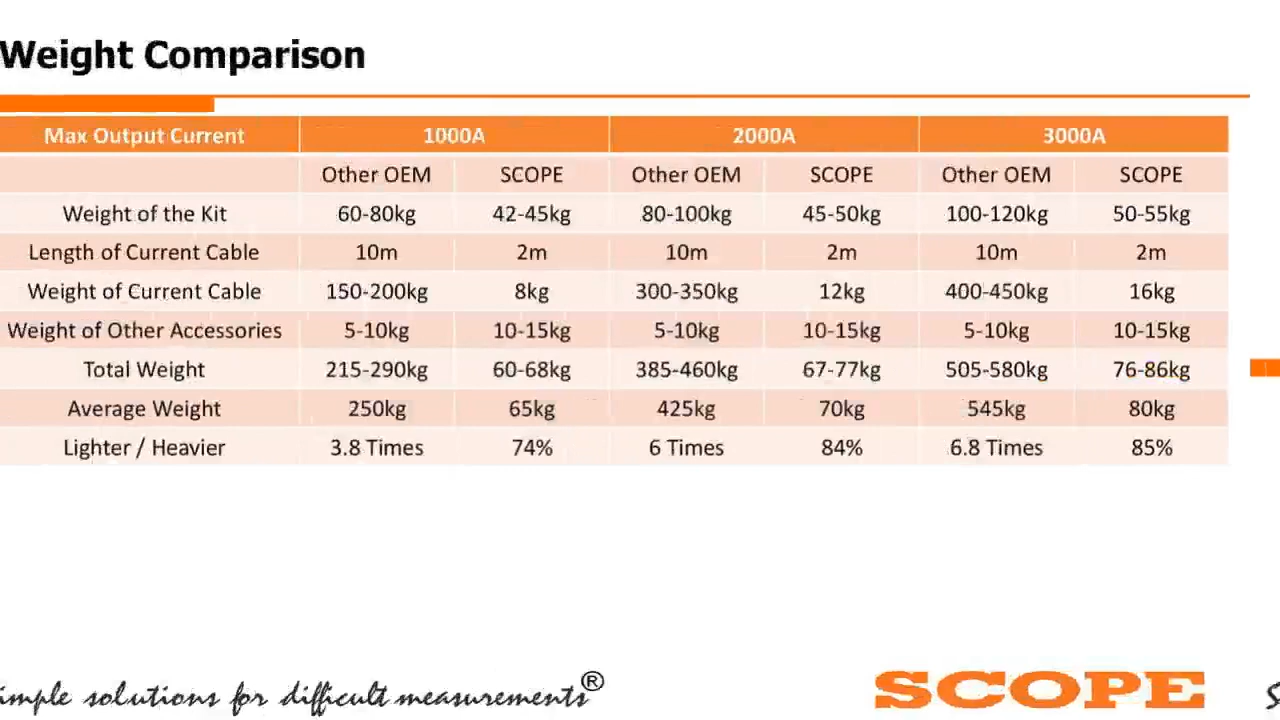 Weight Comparison
Max Output Current 1000A 2000A 3000A
Other OEM SCOPE Other OEM SCOPE Other OEM SCOPE
Weight of the Kit 60-80kg 42-45kg 80-100kg 45-50kg 100-120kg 50-55kg
Length of Current Cable 10m 2m 10m 2m 10m 2m
Weight of Current Cable 150-200kg 8kg 300-350kg 12kg 400-450kg 16kg
Weight of Other Accessories 5-10kg 10-15kg 5-10kg 10-15kg 5-10kg 10-15kg
Total Weight 215-290kg 60-68kg 385-460kg 67-77kg 505-580kg 76-86kg
Average Weight 250kg 65kg 425kg 70kg 545kg 80kg
Lighter / Heavier 3.8 Times 74% 6 Times 84% 6.8 Times 85%
imple solutions for difficult measurements®
SCOPE